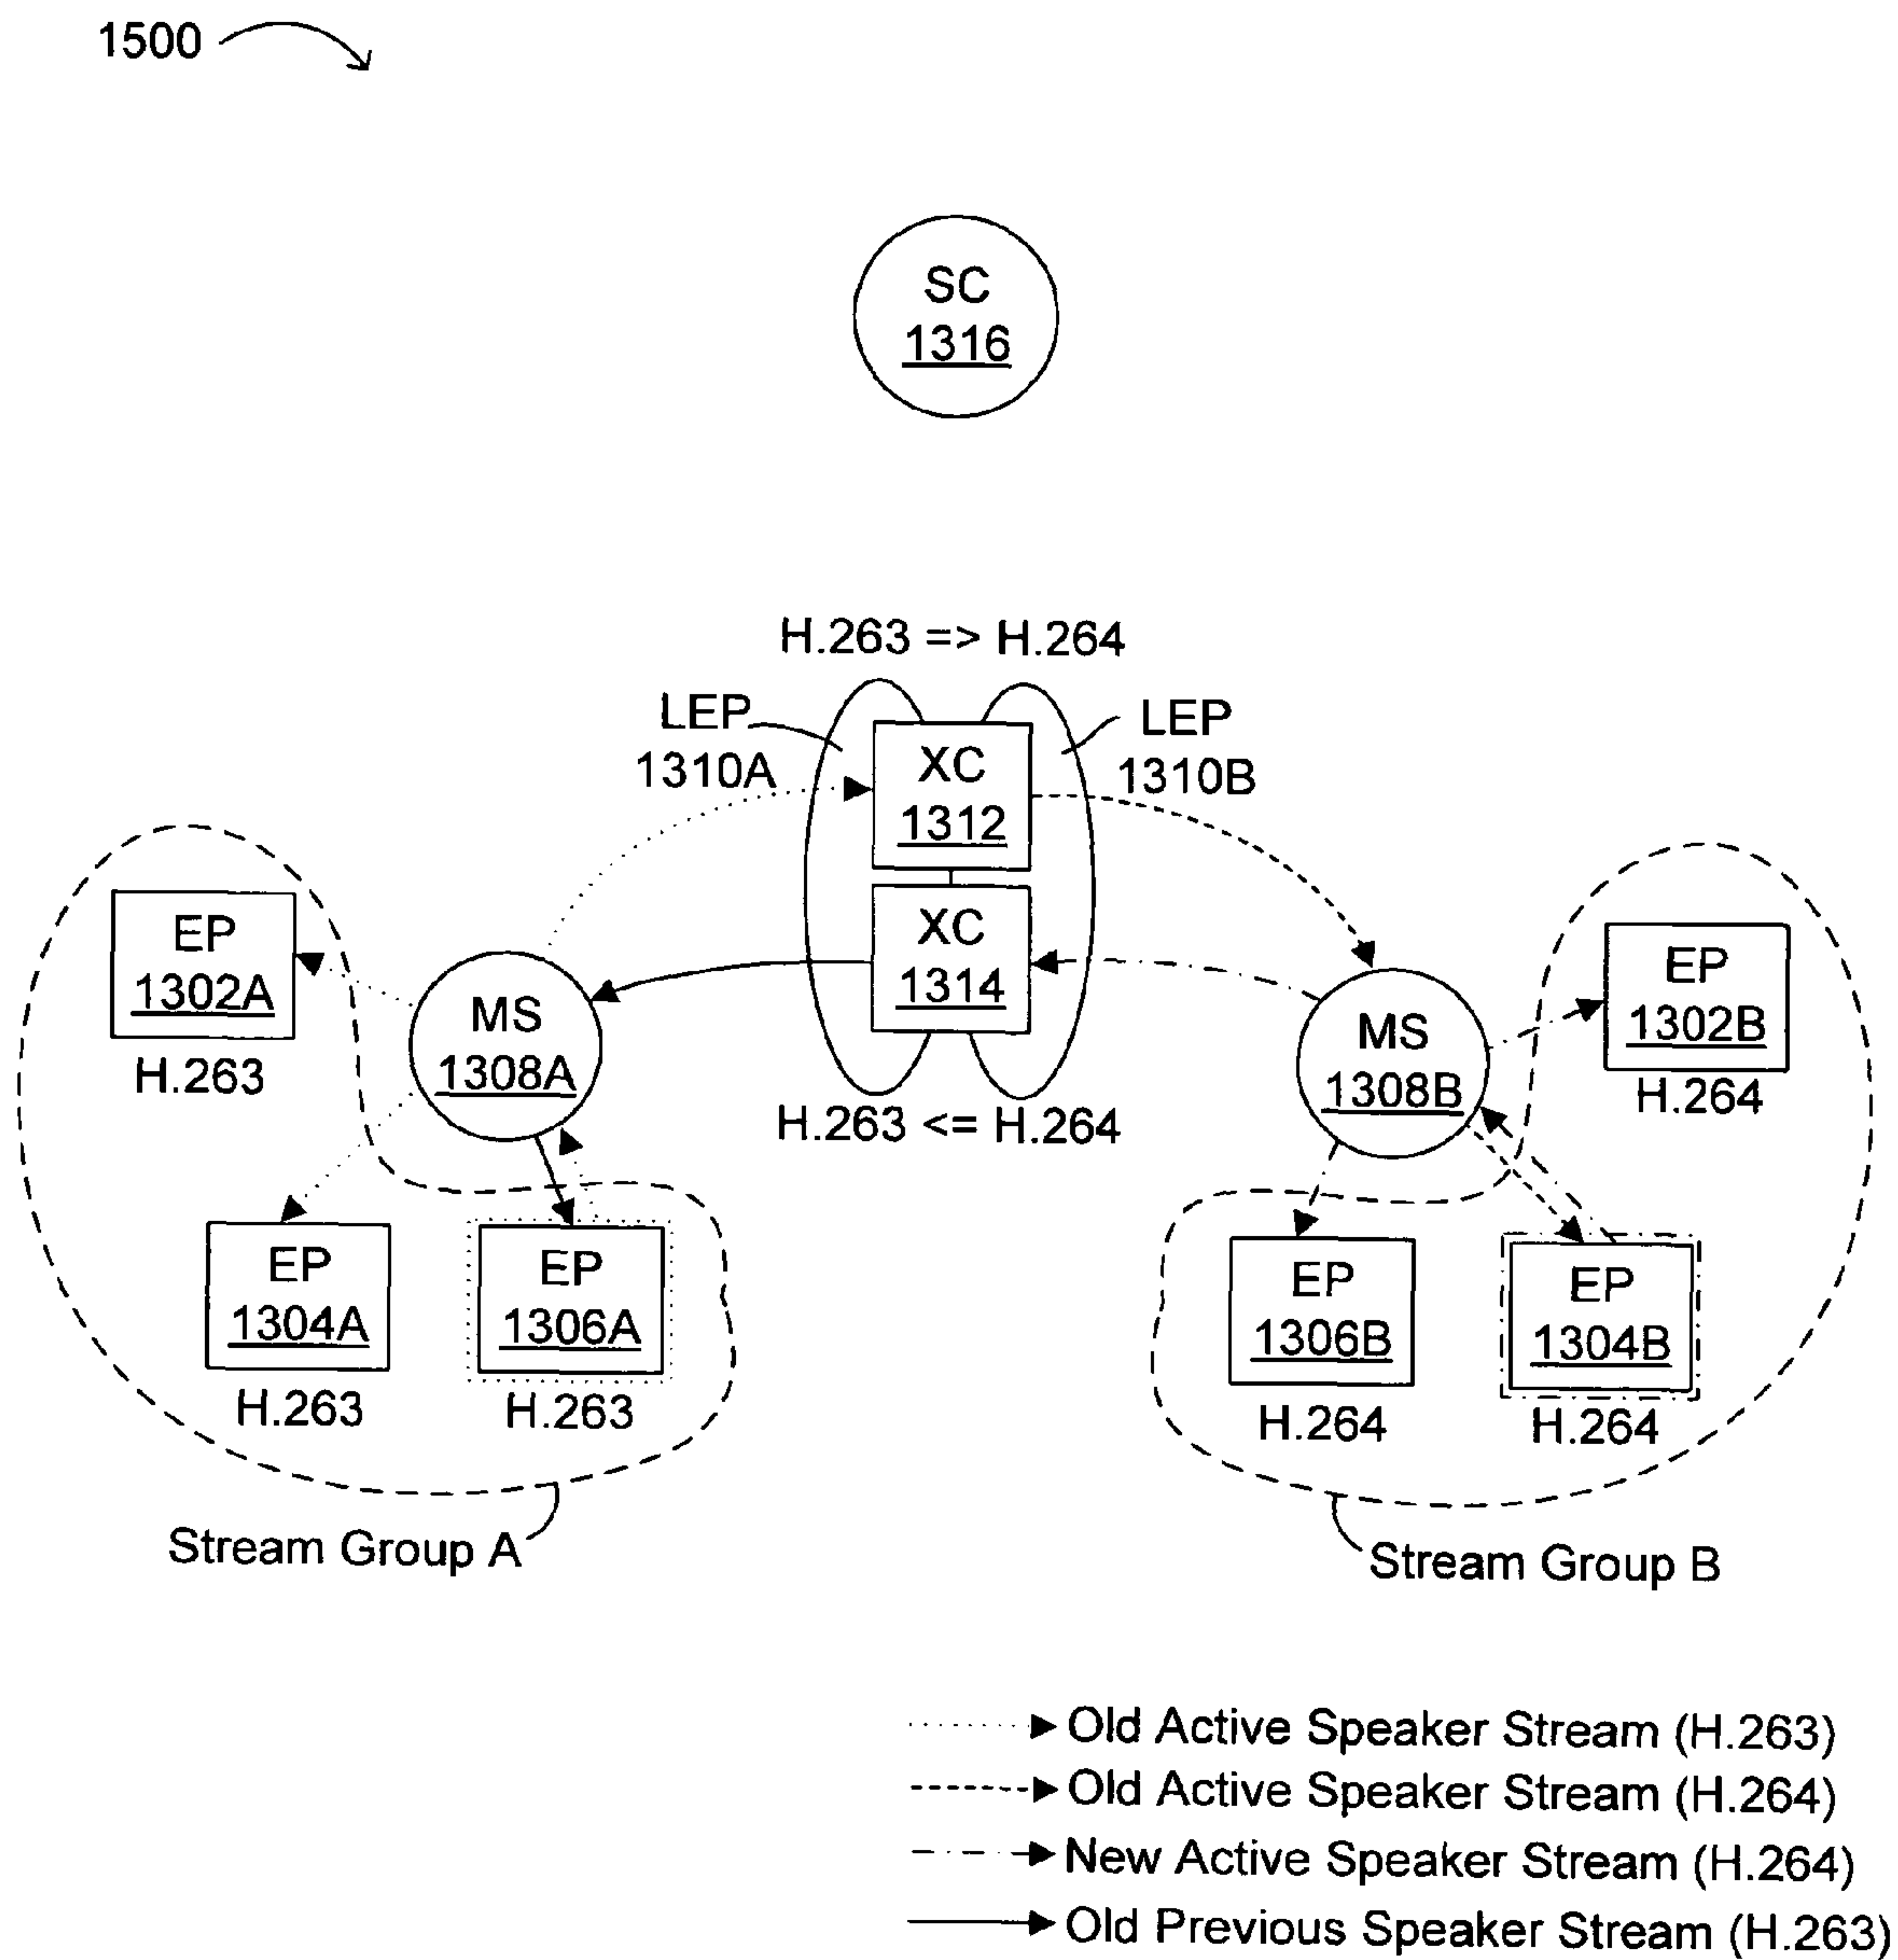 1500
SC
1316
H.263 => H.264
LEP
1310A
LEP
1310B
XC
1312
XC
1314
H.263 <= H.264
EP
1302A
H.263
MS
1308A
EP
1304A
H.263
EP
1306A
H.263
Stream Group A
MS
1308B
EP
1302B
H.264
EP
1306B
H.264
EP
1304B
H.264
Stream Group B
Old Active Speaker Stream (H.263)
Old Active Speaker Stream (H.264)
New Active Speaker Stream (H.264)
Old Previous Speaker Stream (H.263)